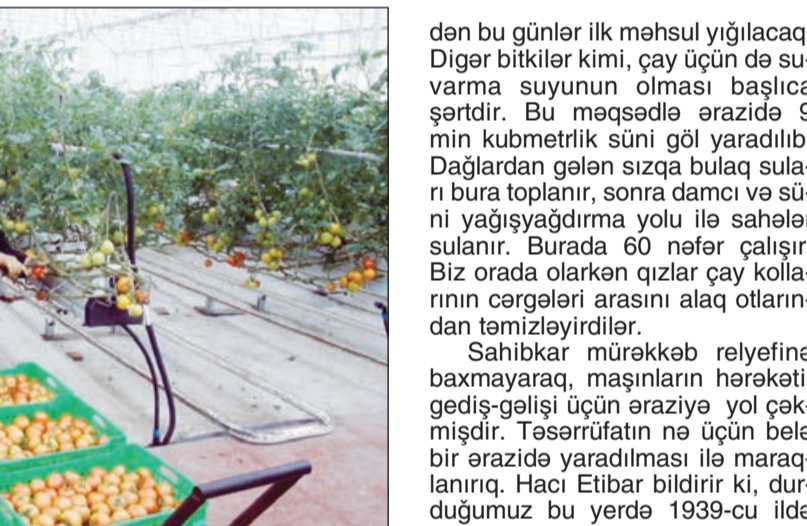 dən bu günlər ilk məhsul yığılacaq
Digər bitkilər kimi, çay üçün də su-
varma suyunun olması başlıca
şərtdir. Bu məqsədlə ərazidə 9
min kubmetrlik süni göl yaradılıb
Dağlardan gələn sızqa bulaq sula-
rı bura toplanır, sonra damcı və sü-
ni yağışyağdırma yolu ilə sahələ
sulanır. Burada 60 nəfər çalışır
Biz orada olarkən qızlar çay kolla-
rının cərgələri arasını alaq otların-
dan təmizləyirdilər.
Sahibkar mürəkkəb relyefinə
baxmayaraq, maşınların hərəkəti
gediş-gəlişi üçün əraziyə yol çək-
mişdir. Təsərrüfatın nə üçün belə
bir ərazidə yaradılması ilə maraq-
lanırıq. Hacı Etibar bildirir ki, dur-
duğumuz bu yerdə 1939-cu ildə